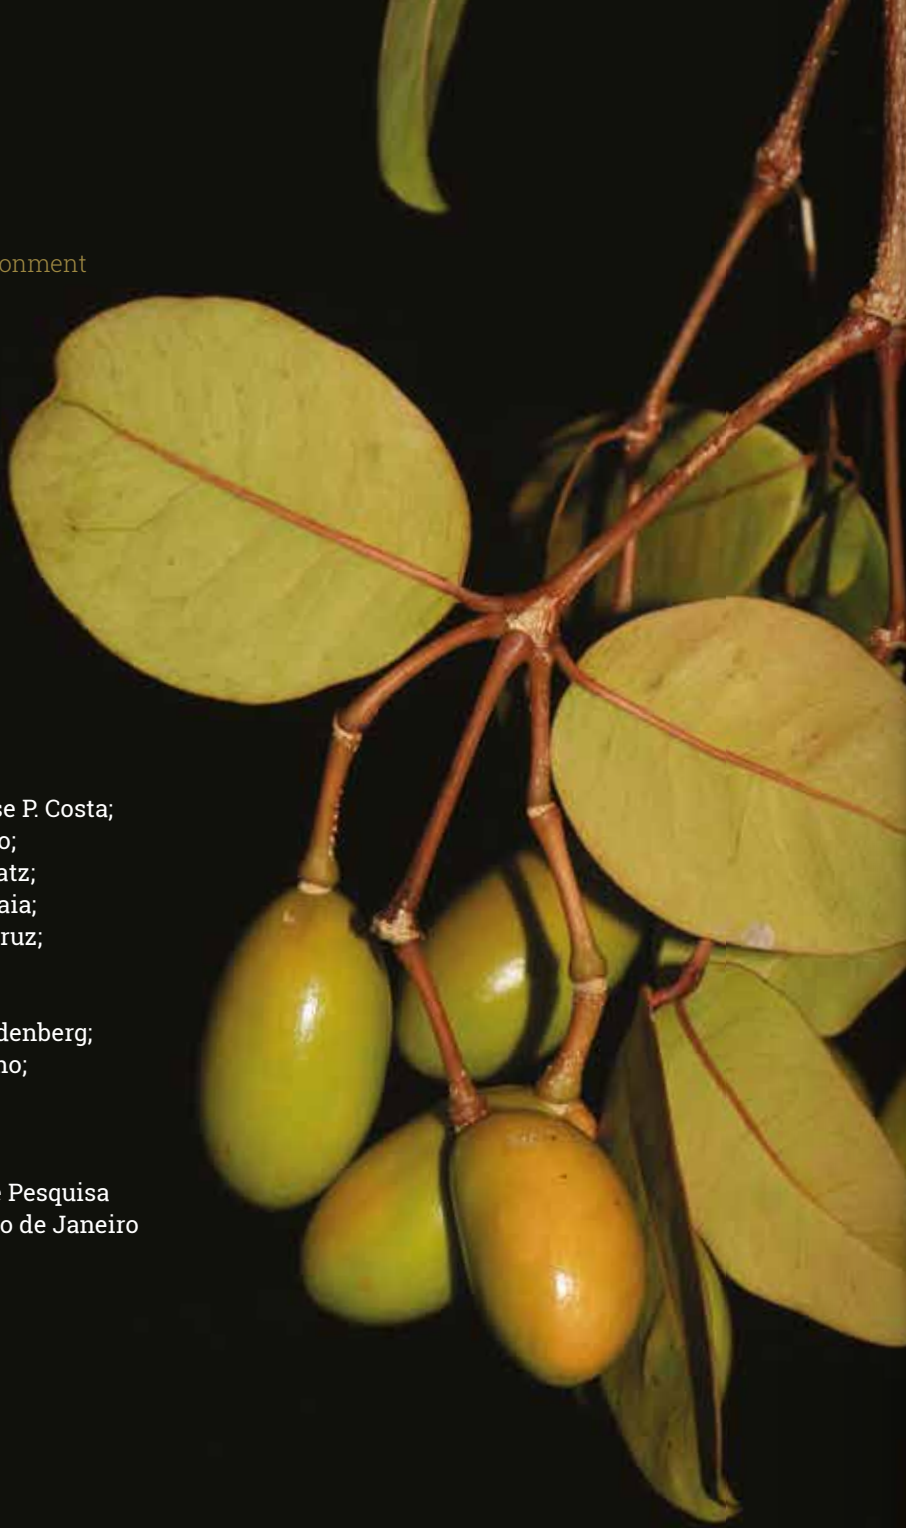 onment
se P. Costa;
o;
atz;
aia;
ruz;
denberg;
no;
e Pesquisa
o de Janeiro